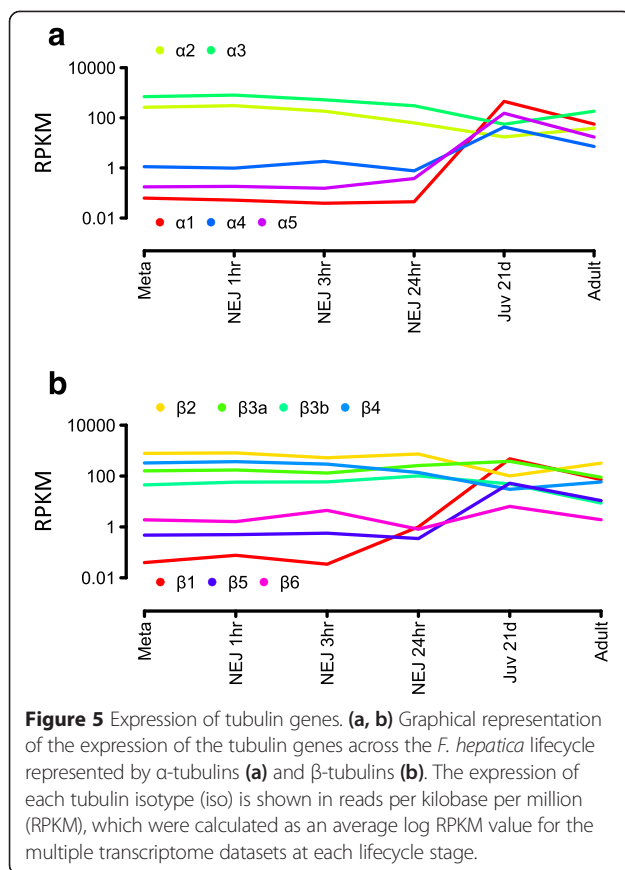 a
α2 α3
10000
100
1
0.01
RPKM
α1 α4 α5
Meta
NEJ 1hr
NEJ 3hr
NEJ 24hr
Juv 21d
Adult
b
β2 β3a β3b β4
10000
100
1
0.01
RPKM
β1 β5 β6
Meta
NEJ 1hr
NEJ 3hr
NEJ 24hr
Juv 21d
Adult
Figure 5 Expression of tubulin genes. (a, b) Graphical representation
of the expression of the tubulin genes across the F. hepatica lifecycle
represented by α-tubulins (a) and β-tubulins (b). The expression of
each tubulin isotype (iso) is shown in reads per kilobase per million
(RPKM), which were calculated as an average log RPKM value for the
multiple transcriptome datasets at each lifecycle stage.